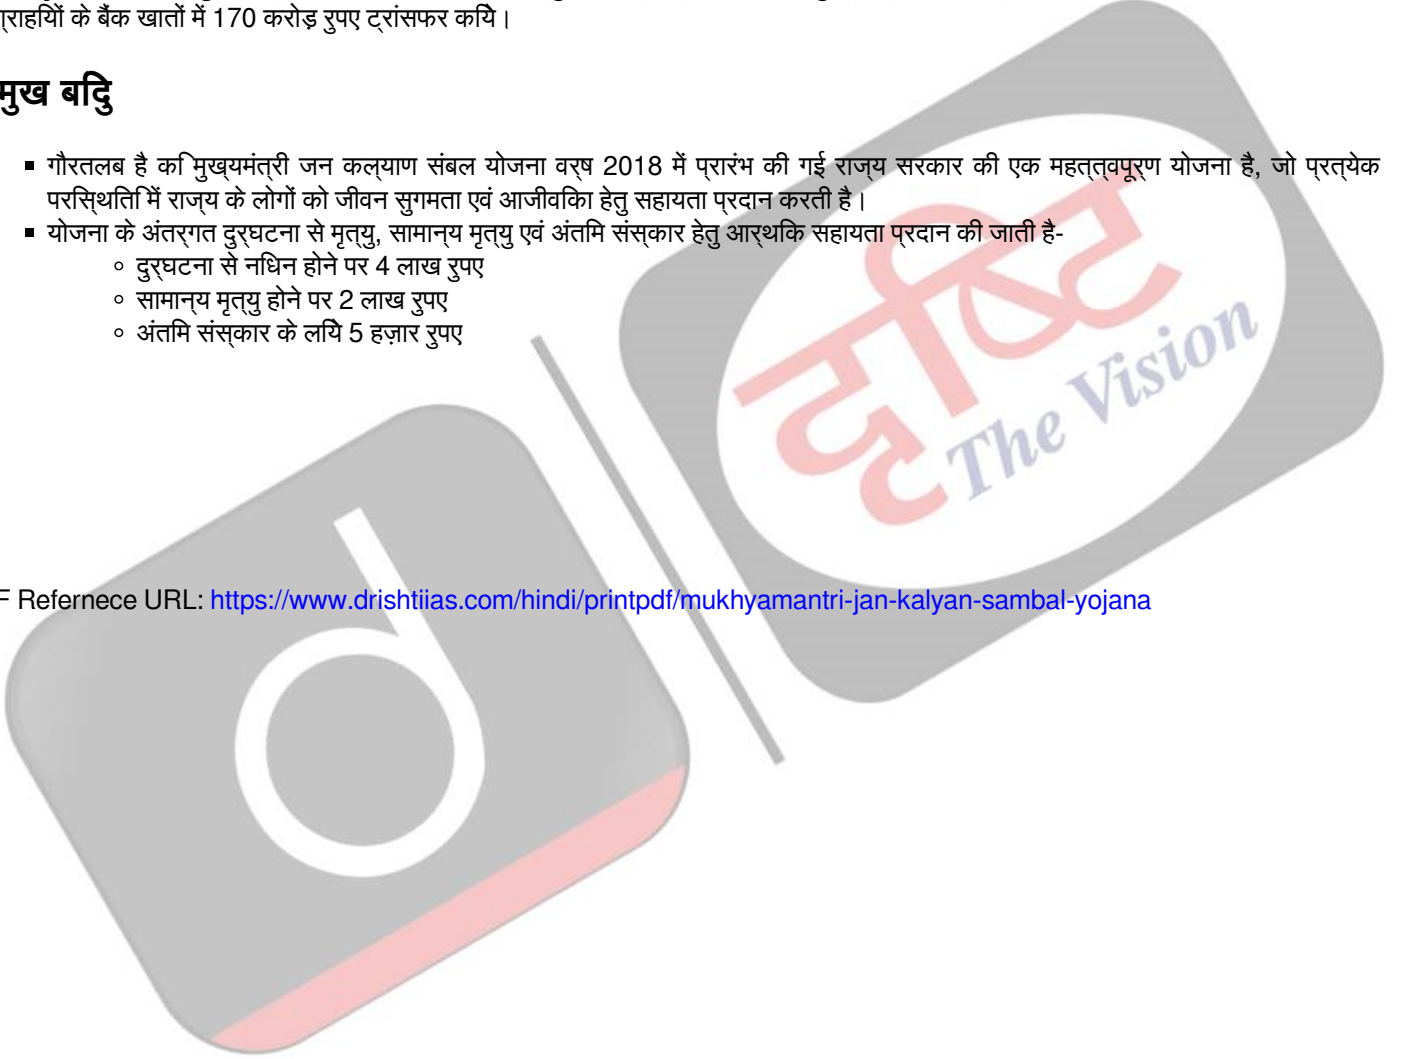 ग्राहियों के बैंक खातों में 170 करोड़ रुपए ट्रांसफर किये।
मुख बिंदु
गौरतलब है कि मुख्यमंत्री जन कल्याण संबल योजना वर्ष 2018 में प्रारंभ की गई राज्य सरकार की एक महत्त्वपूर्ण योजना है, जो प्रत्येक
परिस्थिति में राज्य के लोगों को जीवन सुगमता एवं आजीविका हेतु सहायता प्रदान करती है।
योजना के अंतर्गत दुर्घटना से मृत्यु, सामान्य मृत्यु एवं अंतिम संस्कार हेतु आर्थिक सहायता प्रदान की जाती है-
दुर्घटना से निधन होने पर 4 लाख रुपए
सामान्य मृत्यु होने पर 2 लाख रुपए
अंतिम संस्कार के लिये 5 हज़ार रुपए
दृष्टि
The Vision
d
F Refernece URL: https://www.drishtiias.com/hindi/printpdf/mukhyamantri-jan-kalyan-sambal-yojana